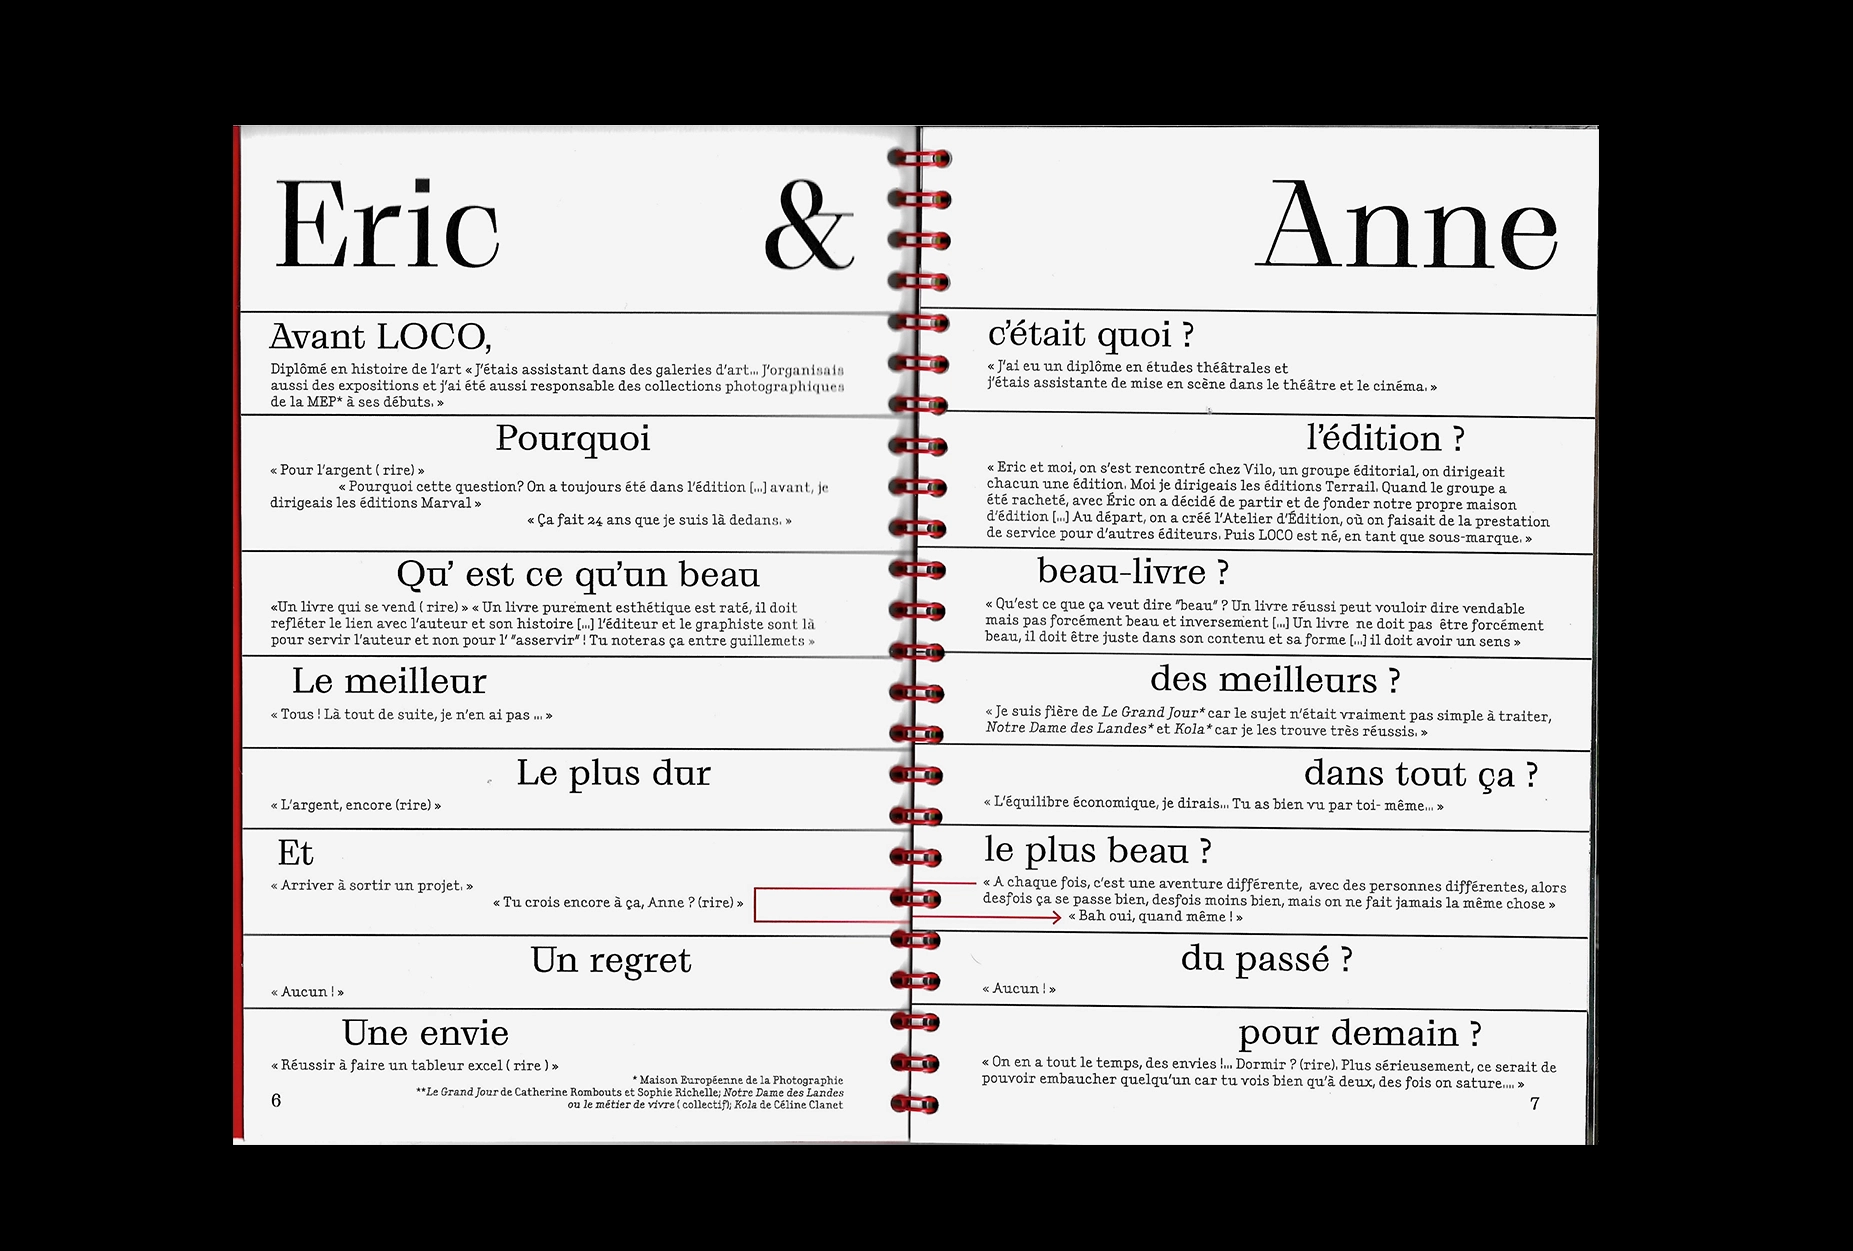 Eric &
Avant LOCO,
Diplômé en histoire de l'art « J'étais assistant dans des galeries d'art... J'organisais
aussi des expositions et j'ai été aussi responsable des collections photographiques
de la MEP* à ses débuts. »
Pourquoi
« Pour l'argent ( rire) »
« Pourquoi cette question? On a toujours été dans l'édition [...] avant, je
dirigeais les éditions Marval »
« Ça fait 24 ans que je suis là dedans. »
Qu' est ce qu'un beau
«Un livre qui se vend ( rire) » « Un livre purement esthétique est raté, il doit
refléter le lien avec l'auteur et son histoire [...] l'éditeur et le graphiste sont là
pour servir l'auteur et non pour l' "asservir" ! Tu noteras ça entre guillemets »
Le meilleur
« Tous ! Là tout de suite, je n'en ai pas ... »
Le plus dur
« L'argent, encore (rire) »
Et
« Arriver à sortir un projet. »
« Tu crois encore à ça, Anne ? (rire) »
Un regret
« Aucun ! »
Une envie
« Réussir à faire un tableur excel ( rire ) »
* Maison Européenne de la Photographie
**Le Grand Jour de Catherine Rombouts et Sophie Richelle; Notre Dame des Landes
ou le métier de vivre ( collectif); Kola de Céline Clanet
6
Anne
c'était quoi ?
« J'ai eu un diplôme en études théâtrales et
j'étais assistante de mise en scène dans le théâtre et le cinéma. »
l'édition ?
« Eric et moi, on s'est rencontré chez Vilo, un groupe éditorial, on dirigeait
chacun une édition. Moi je dirigeais les éditions Terrail. Quand le groupe a
été racheté, avec Éric on a décidé de partir et de fonder notre propre maison
d'édition [...] Au départ, on a créé l'Atelier d'Édition, où on faisait de la prestation
de service pour d'autres éditeurs. Puis LOCO est né, en tant que sous-marque. »
beau-livre ?
« Qu'est ce que ça veut dire "beau" ? Un livre réussi peut vouloir dire vendable
mais pas forcément beau et inversement [...] Un livre ne doit pas être forcément
beau, il doit être juste dans son contenu et sa forme [...] il doit avoir un sens »
des meilleurs ?
« Je suis fière de Le Grand Jour* car le sujet n'était vraiment pas simple à traiter,
Notre Dame des Landes* et Kola* car je les trouve très réussis. »
dans tout ça ?
« L'équilibre économique, je dirais... Tu as bien vu par toi- même... »
le plus beau ?
« A chaque fois, c'est une aventure différente, avec des personnes différentes, alors
desfois ça se passe bien, desfois moins bien, mais on ne fait jamais la même chose »
« Bah oui, quand même ! »
du passé ?
« Aucun ! »
pour demain ?
« On en a tout le temps, des envies !... Dormir ? (rire). Plus sérieusement, ce serait de
pouvoir embaucher quelqu'un car tu vois bien qu'à deux, des fois on sature.... »
7